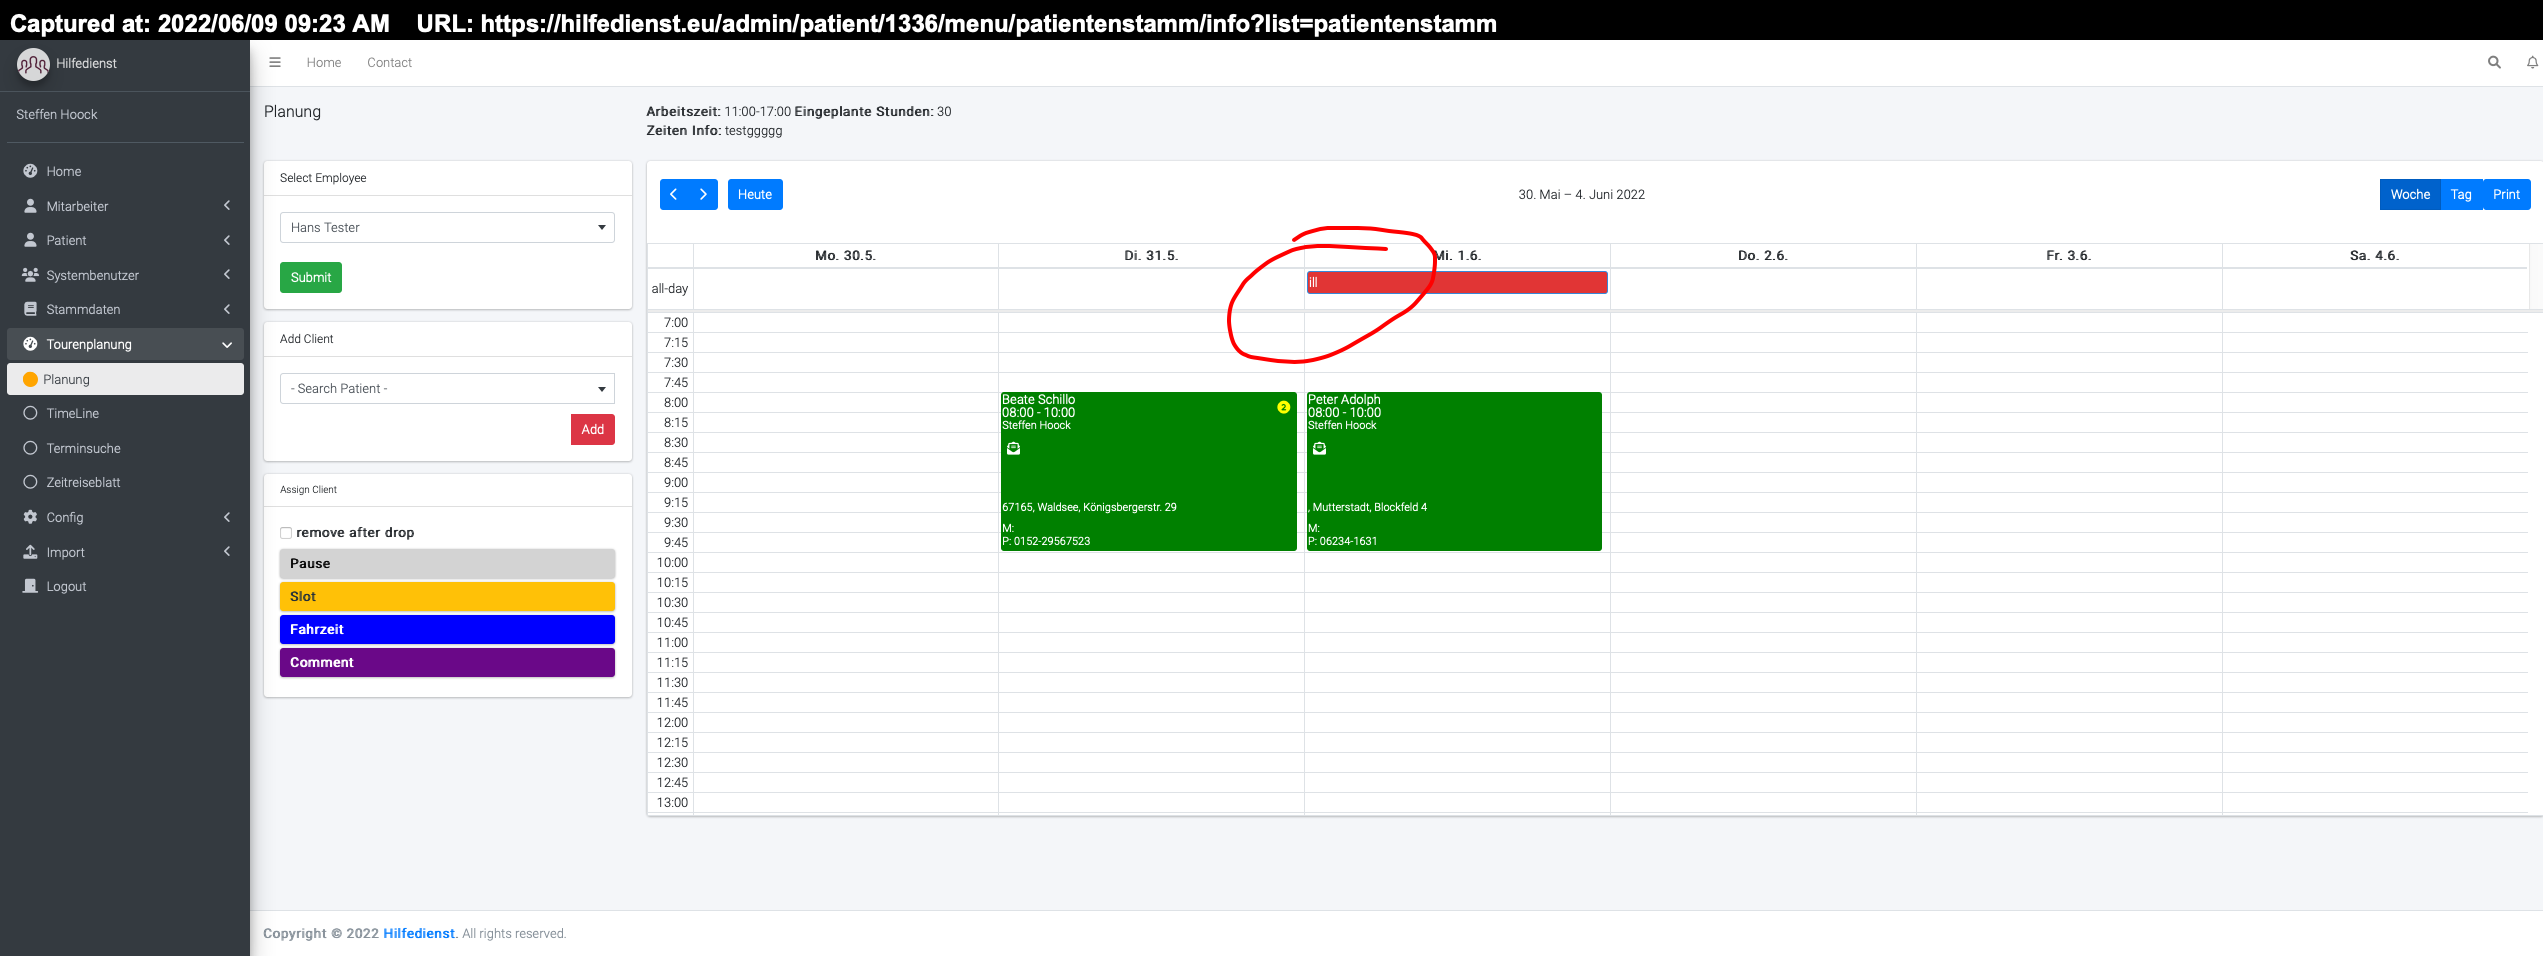 Captured at: 2022/06/09 09:23 AM URL: https://hilfedienst.eu/admin/patient/1336/menu/patientenstamm/info?list=patientenstamm
Hilfedienst
Steffen Hoock
Home
Mitarbeiter
Patient
Systembenutzer
Stammdaten
Tourenplanung
Planung
TimeLine
Terminsuche
Zeitreiseblatt
Config
Import
Logout
Home Contact
Planung
Arbeitszeit: 11:00-17:00 Eingeplante Stunden: 30
Zeiten Info: testggggg
Select Employee
Hans Tester
Submit
Add Client
- Search Patient -
Add
Assign Client
remove after drop
Pause
Slot
Fahrzeit
Comment
Heute
30. Mai – 4. Juni 2022
Woche Tag Print
Mo. 30.5. Di. 31.5. Mi. 1.6. Do. 2.6. Fr. 3.6. Sa. 4.6.
all-day
ill
7:00
7:15
7:30
7:45
8:00
8:15
8:30
8:45
9:00
9:15
9:30
9:45
10:00
10:15
10:30
10:45
11:00
11:15
11:30
11:45
12:00
12:15
12:30
12:45
13:00
Beate Schillo
2
08:00 - 10:00
Steffen Hoock
67165, Waldsee, Königsbergerstr. 29
M:
P: 0152-29567523
Peter Adolph
08:00 - 10:00
Steffen Hoock
, Mutterstadt, Blockfeld 4
M:
P: 06234-1631
Copyright © 2022 Hilfedienst. All rights reserved.